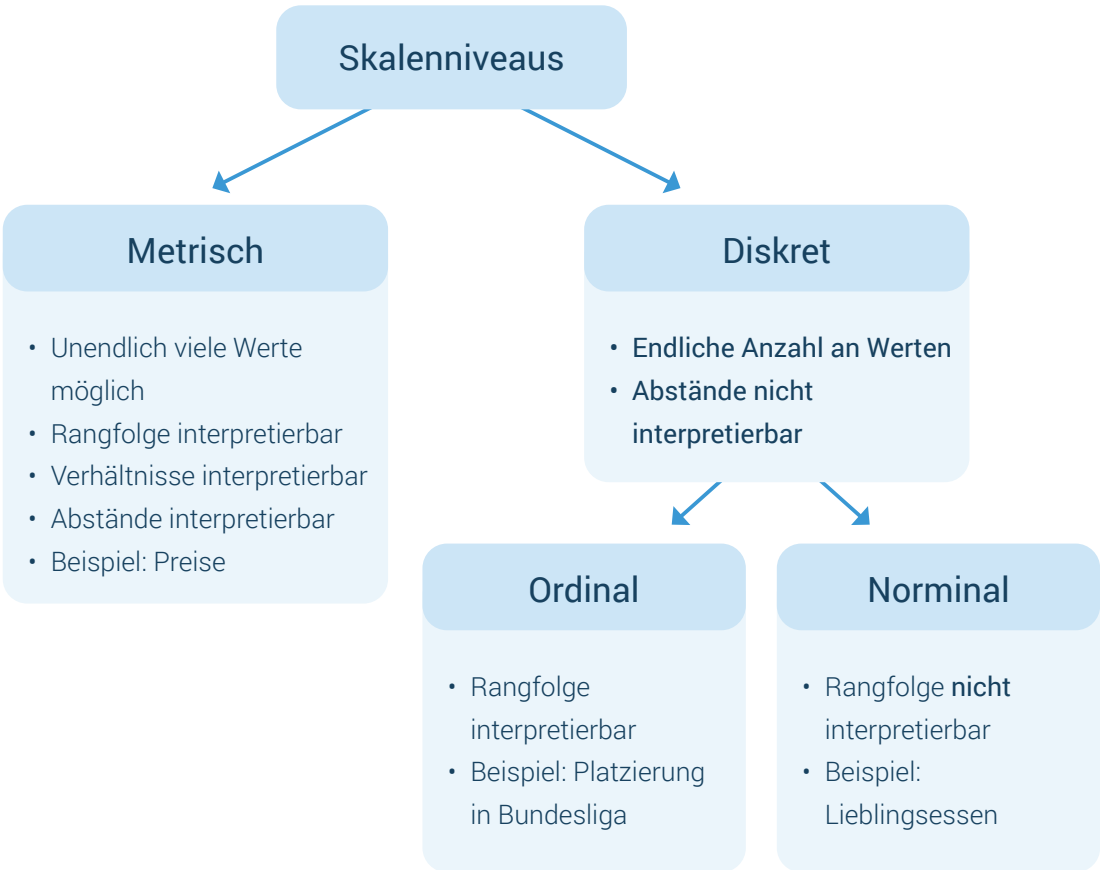 Skalenniveaus
Metrisch
• Unendlich viele Werte
möglich
• Rangfolge interpretierbar
• Verhältnisse interpretierbar
• Abstände interpretierbar
• Beispiel: Preise
Diskret
• Endliche Anzahl an Werten
• Abstände nicht
interpretierbar
Ordinal
• Rangfolge
interpretierbar
• Beispiel: Platzierung
in Bundesliga
Norminal
• Rangfolge nicht
interpretierbar
• Beispiel:
Lieblingsessen